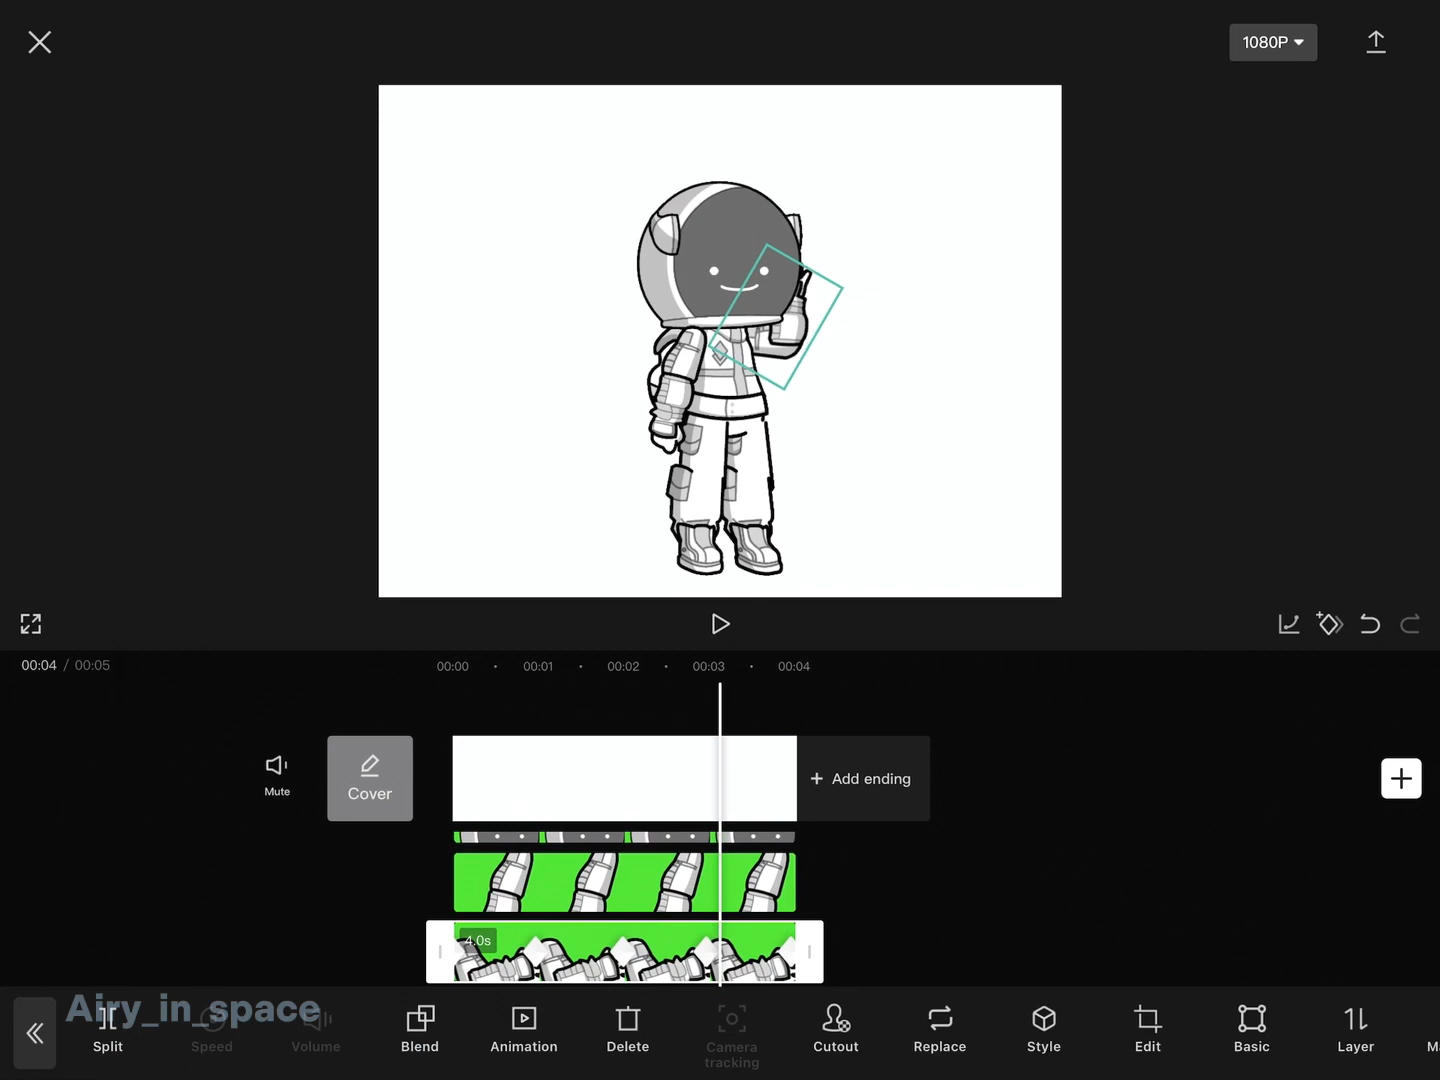 1080P
00:04 / 00:05
00:00
00:01
00:02
00:03
00:04
Mute
Cover
+ Add ending
4.0s
Airy_in_space
Split
Speed
Volume
Blend
Animation
Delete
Camera
tracking
Cutout
Replace
Style
Edit
Basic
Layer